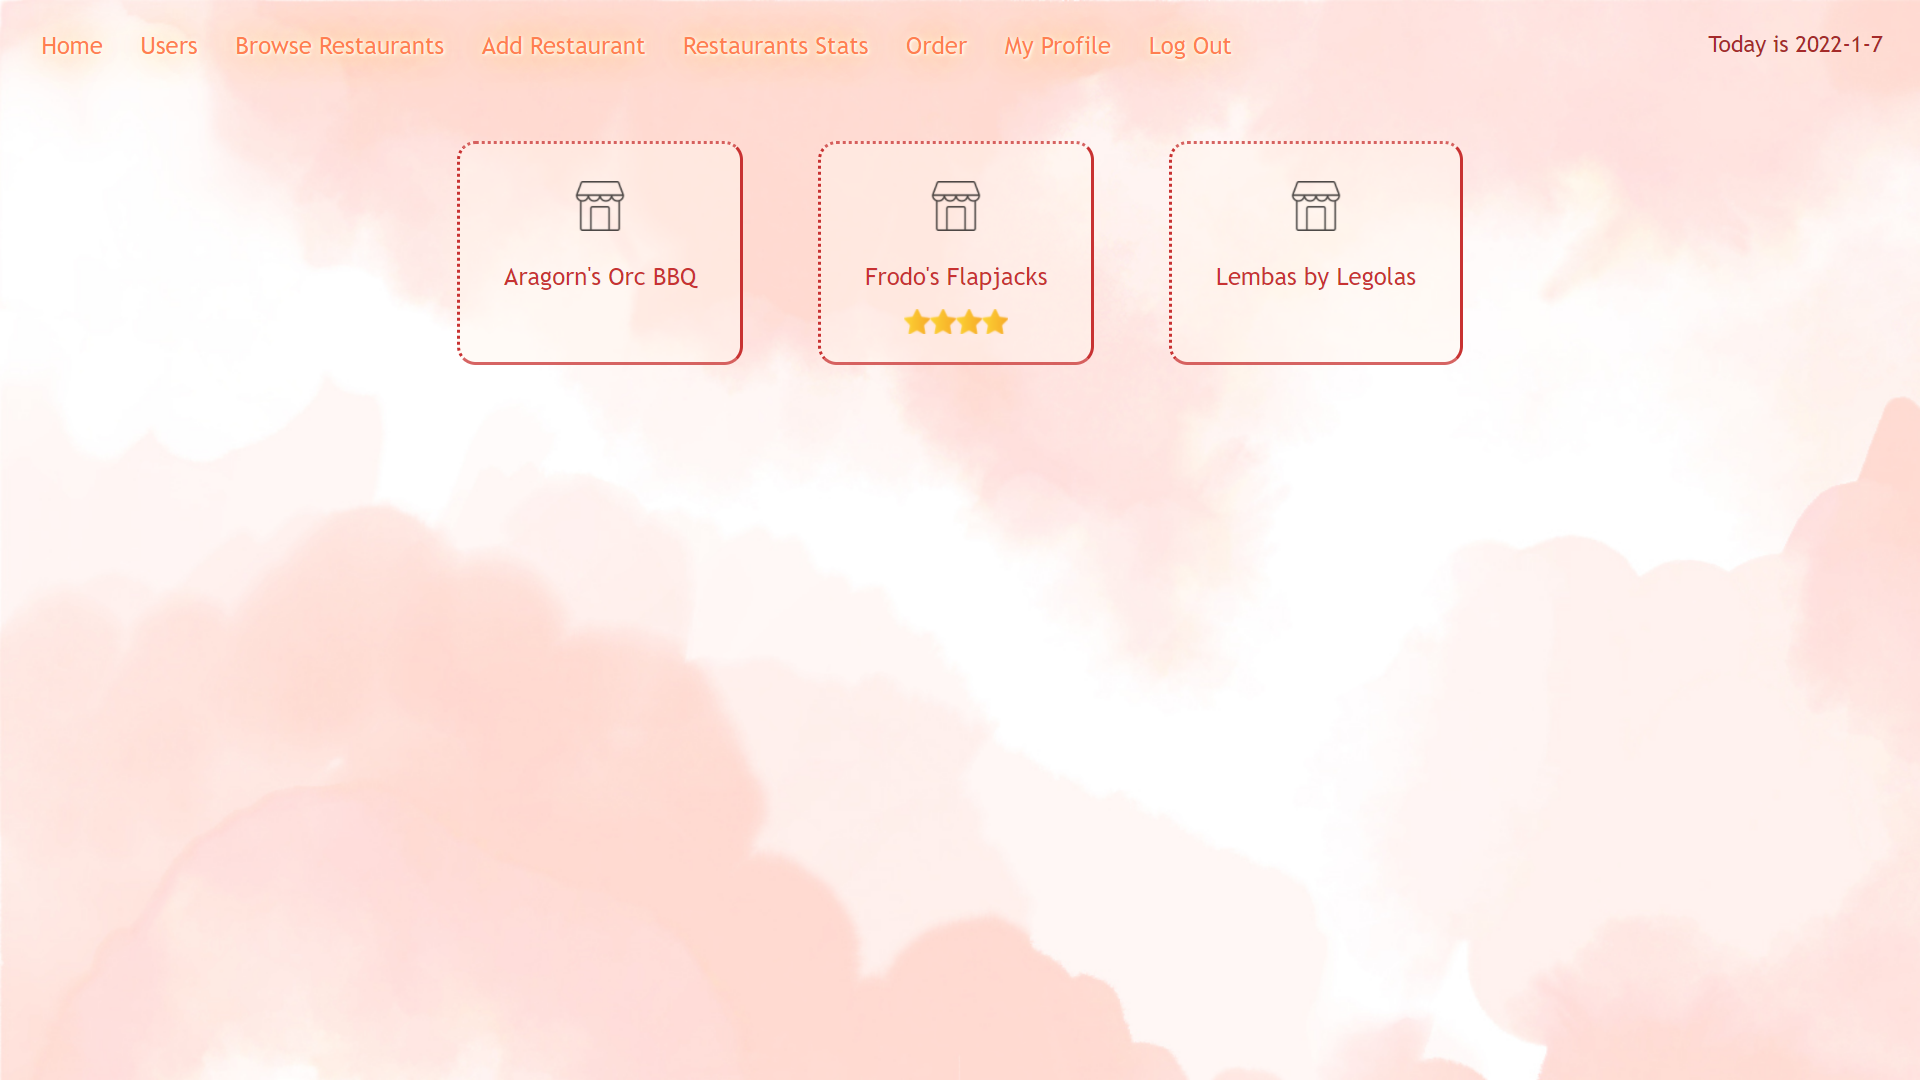 Home Users Browse Restaurants Add Restaurant Restaurants Stats Order My Profile Log Out Today is 2022-1-7
Aragorn's Orc BBQ
Frodo's Flapjacks
Lembas by Legolas